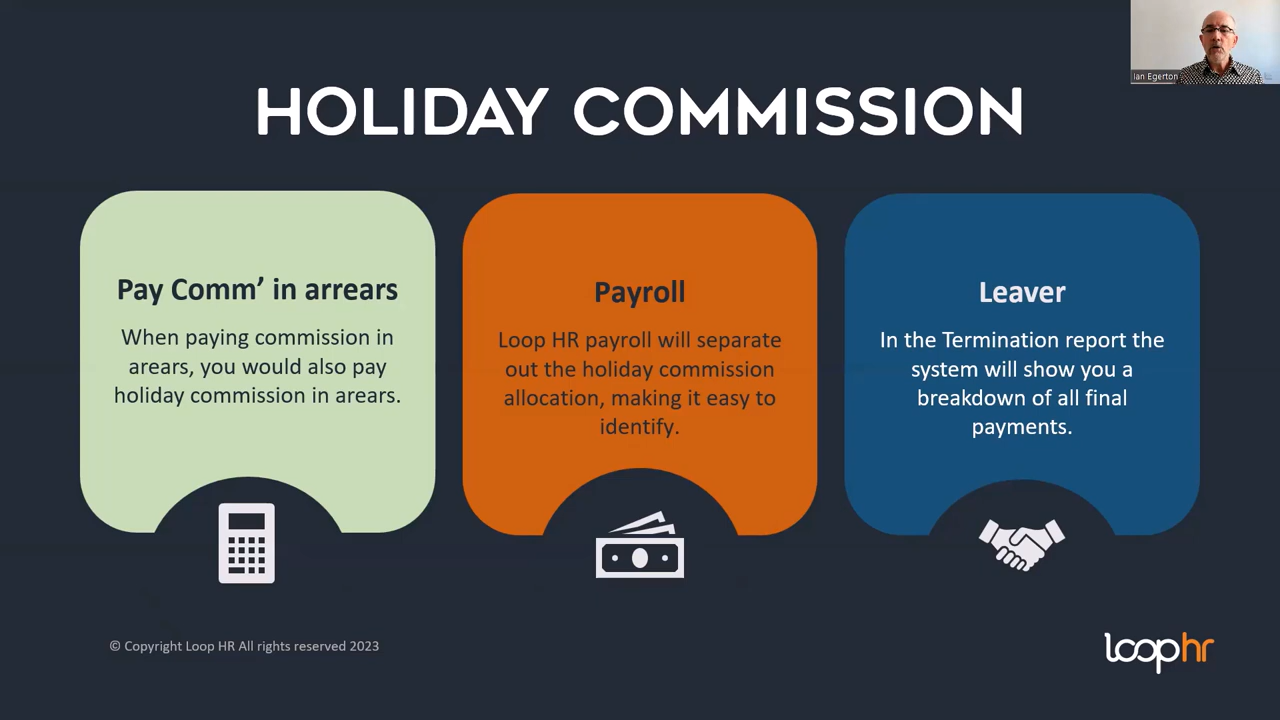 Ian Egerton
HOLIDAY COMMISSION
Pay Comm’ in arrears
When paying commission in
arears, you would also pay
holiday commission in arears.
Payroll
Loop HR payroll will separate
out the holiday commission
allocation, making it easy to
identify.
Leaver
In the Termination report the
system will show you a
breakdown of all final
payments.
© Copyright Loop HR All rights reserved 2023
loophr